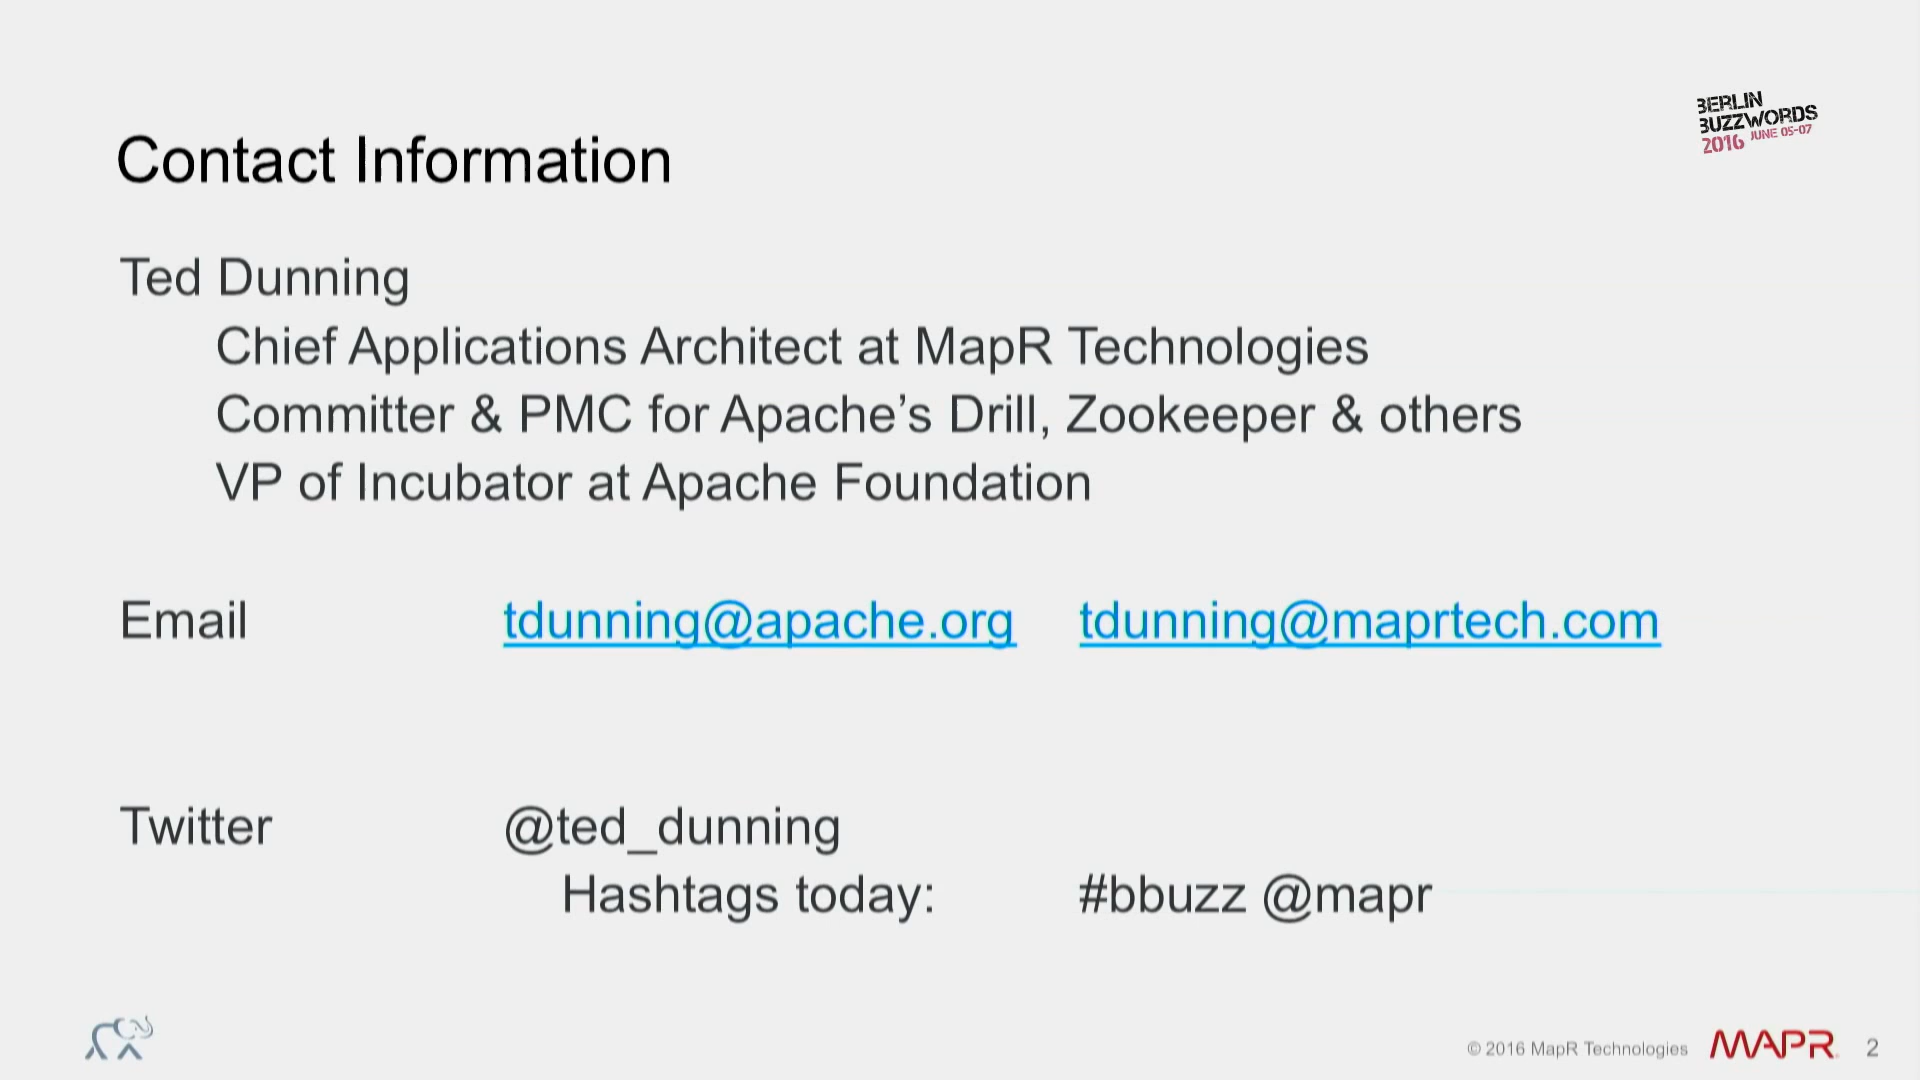 BERLIN
BUZZWORDS
2016 JUNE 05-07
Contact Information
Ted Dunning
Chief Applications Architect at MapR Technologies
Committer & PMC for Apache’s Drill, Zookeeper & others
VP of Incubator at Apache Foundation
Email tdunning@apache.org tdunning@maprtech.com
Twitter @ted_dunning
Hashtags today: #bbuzz @mapr
© 2016 MapR Technologies MAPR 2